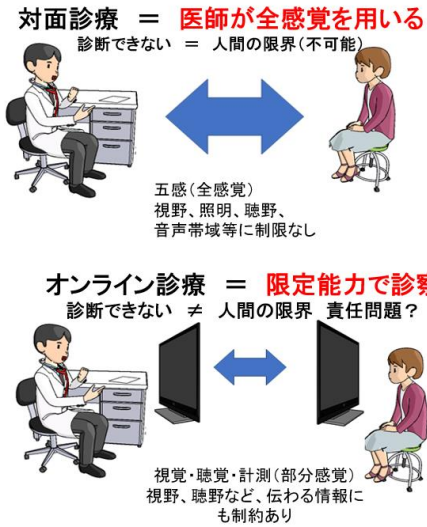 対面診療 = 医師が全感覚を用いる
診断できない = 人間の限界(不可能)
五感(全感覚)
視野、照明、聴野、
音声帯域等に制限なし
オンライン診療 = 限定能力で診察
診断できない ≠ 人間の限界 責任問題?
視覚・聴覚・計測(部分感覚)
視野、聴野など、伝わる情報に
も制約あり